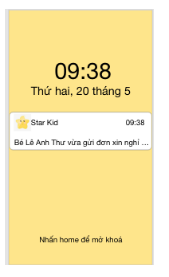 09:38
Thứ hai, 20 tháng 5
Star Kid 09:38
Bé Lê Anh Thư vừa gửi đơn xin nghỉ ...
Nhấn home để mở khoá